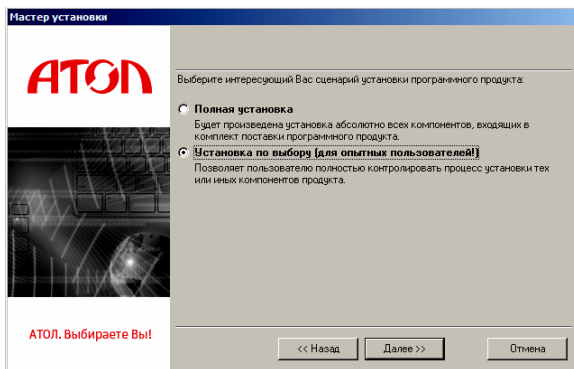 Мастер установки
АТОЛ
Выберите интересующий Вас сценарий установки программного продукта:
Полная установка
Будет произведена установка абсолютно всех компонентов, входящих в
комплект поставки программного продукта.
Установка по выбору (для опытных пользователей!)
Позволяет пользователю полностью контролировать процесс установки тех
или иных компонентов продукта.
АТОЛ. Выбираете Вы!
<< Назад
Далее >>
Отмена